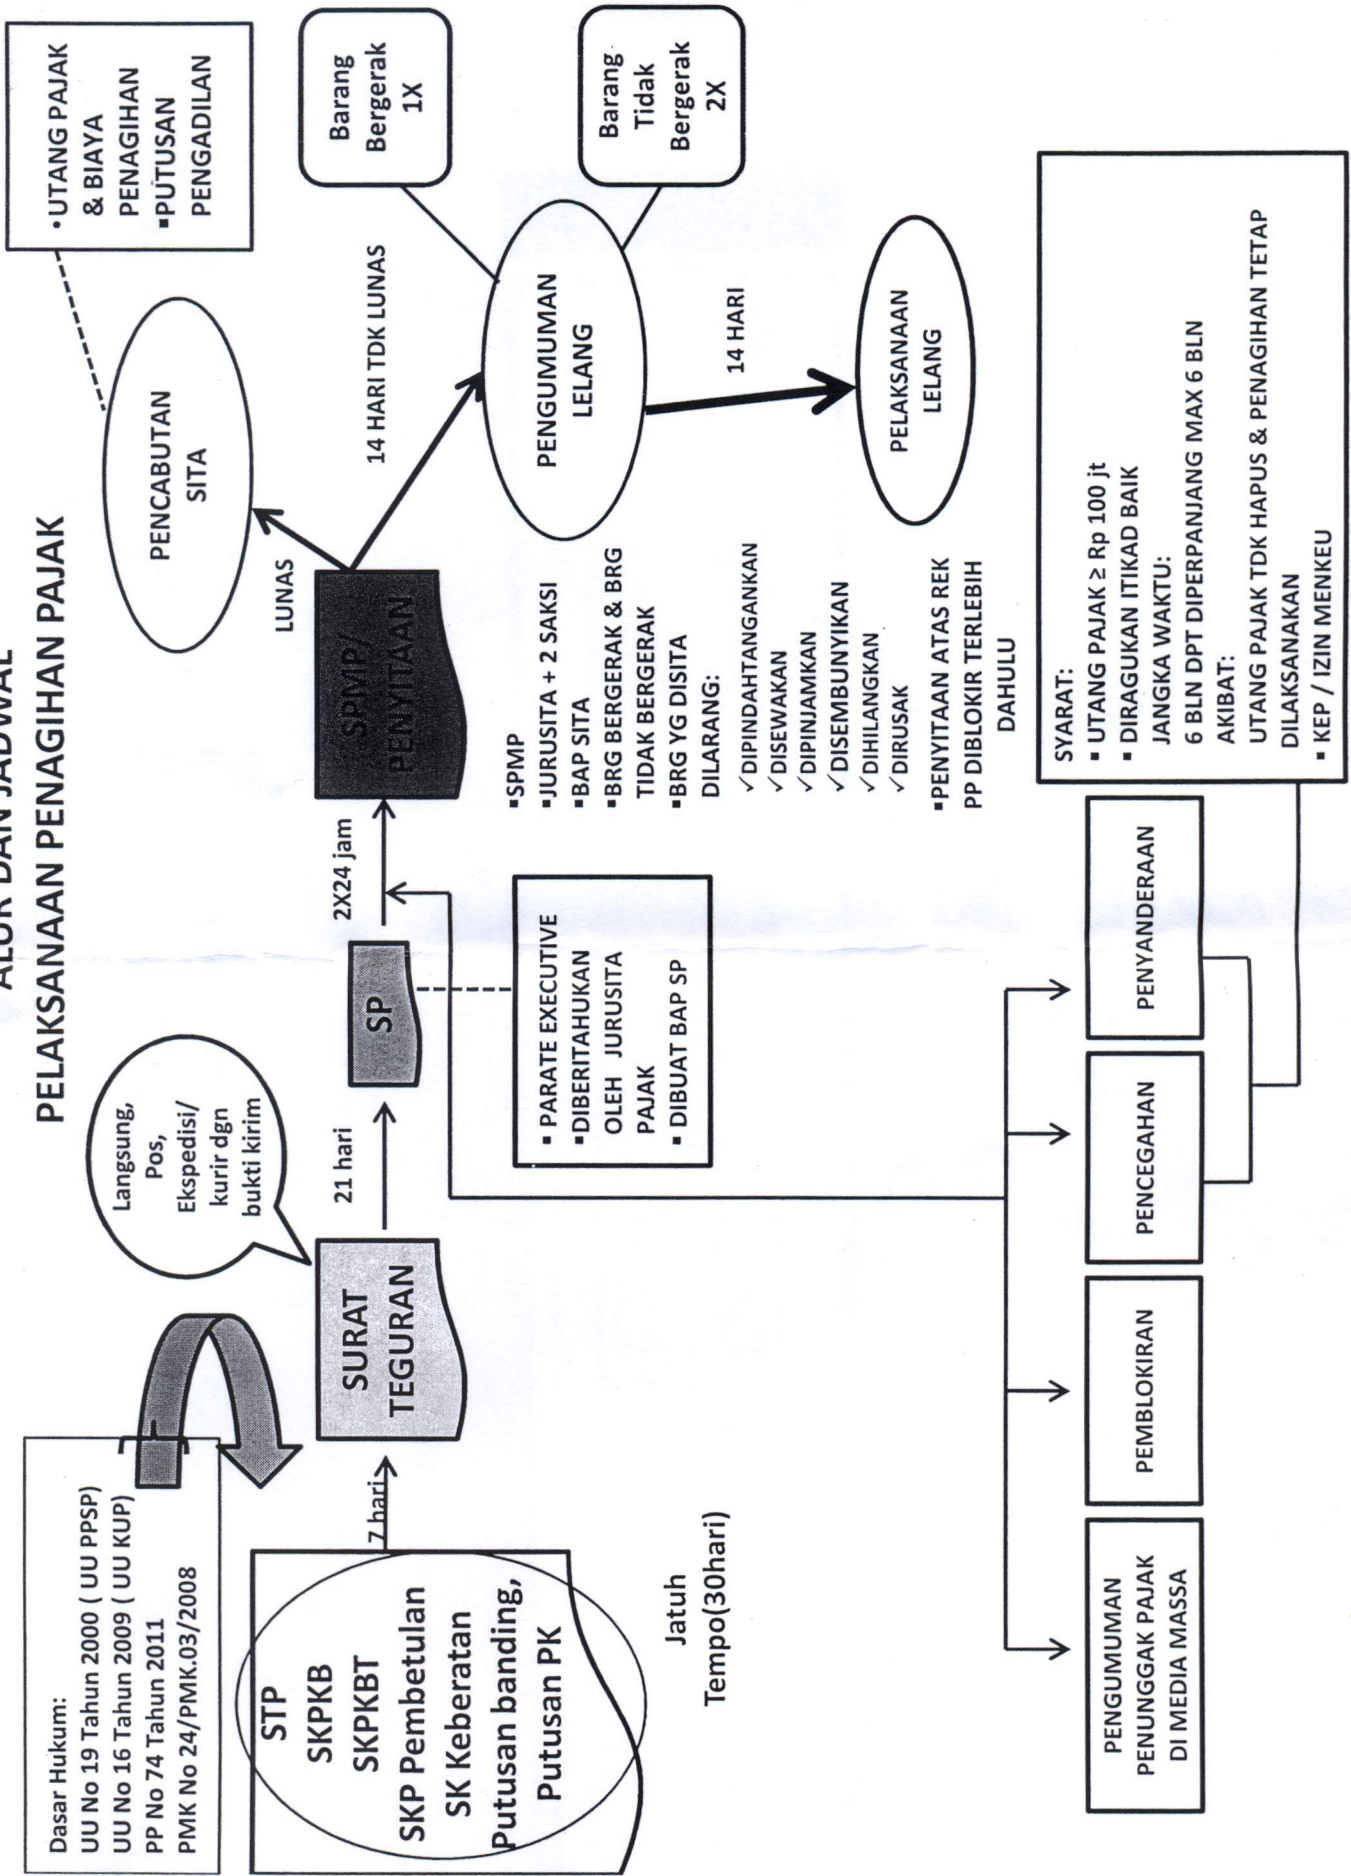 ALUR DAN JADWAL
PELAKSANAAN PENAGIHAN PAJAK
Dasar Hukum:
UU No 19 Tahun 2000 ( UU PPSP)
UU No 16 Tahun 2009 ( UU KUP)
PP No 74 Tahun 2011
PMK No 24/PMK.03/2008
STP
SKPKB
SKPKBT
SKP Pembetulan
SK Keberatan
Putusan banding,
Putusan PK
Jatuh
Tempo(30hari)
7 hari
Langsung,
Pos,
Ekspedisi/
kurir dgn
bukti kirim
SURAT
TEGURAN
21 hari
SP
▪ PARATE EXECUTIVE
▪DIBERITAHUKAN
OLEH JURUSITA
PAJAK
▪ DIBUAT BAP SP
2X24 jam
SPMP/
PENYITAAN
▪SPMP
▪JURUSITA + 2 SAKSI
▪BAP SITA
▪BRG BERGERAK & BRG
TIDAK BERGERAK
▪BRG YG DISITA
DILARANG:
✓DIPINDAHTANGANKAN
✓DISEWAKAN
✓DIPINJAMKAN
✓DISEMBUNYIKAN
✓DIHILANGKAN
✓DIRUSAK
▪PENYITAAN ATAS REK
PP DIBLOKIR TERLEBIH
DAHULU
LUNAS
PENCABUTAN
SITA
•UTANG PAJAK
& BIAYA
PENAGIHAN
▪PUTUSAN
PENGADILAN
14 HARI TDK LUNAS
PENGUMUMAN
LELANG
Barang
Bergerak
1X
Barang
Tidak
Bergerak
2X
14 HARI
PELAKSANAAN
LELANG
PENGUMUMAN
PENUNGGAK PAJAK
DI MEDIA MASSA
PEMBLOKIRAN
PENCEGAHAN
PENYANDERAAN
SYARAT:
▪ UTANG PAJAK ≥ Rp 100 jt
▪ DIRAGUKAN ITIKAD BAIK
JANGKA WAKTU:
6 BLN DPT DIPERPANJANG MAX 6 BLN
AKIBAT:
UTANG PAJAK TDK HAPUS & PENAGIHAN TETAP
DILAKSANAKAN
▪ KEP / IZIN MENKEU